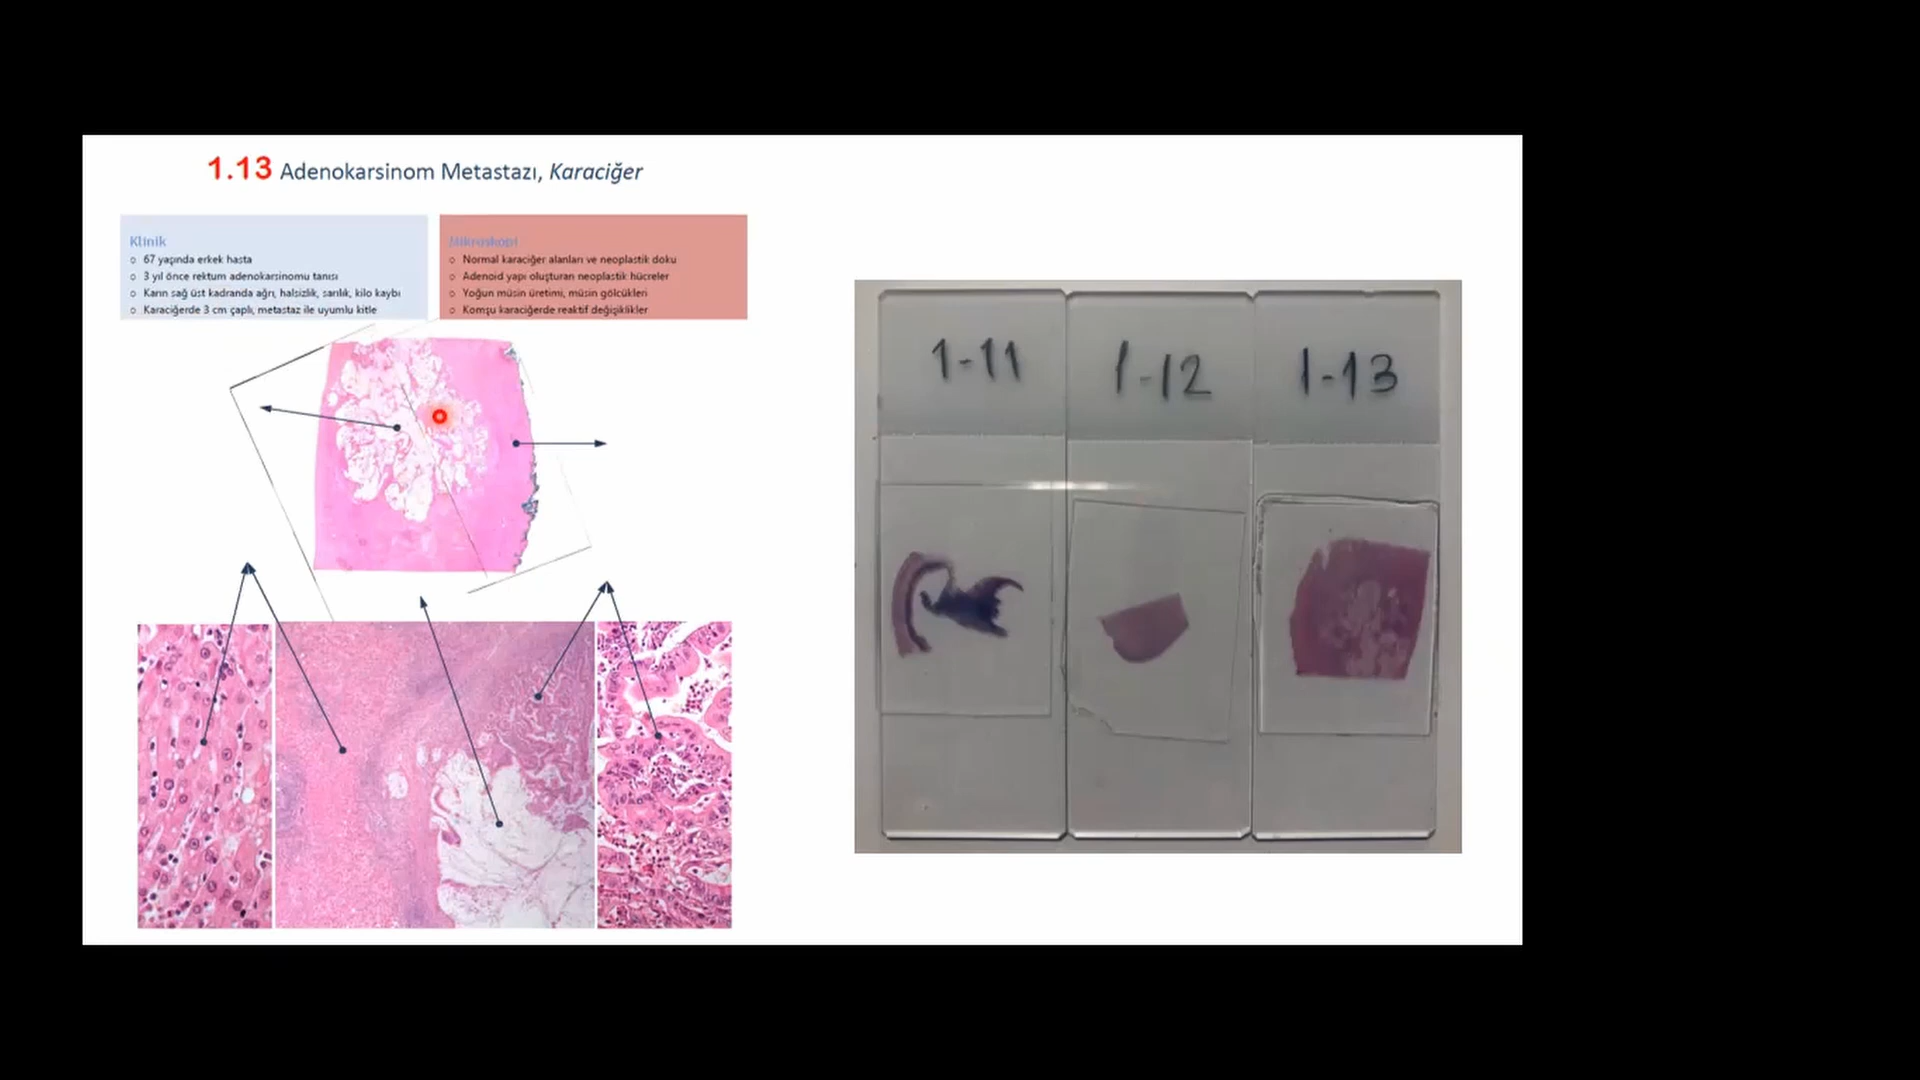 1.13 Adenokarsinom Metastazı, Karaciğer
Klinik
67 yaşında erkek hasta
3 yıl önce rektum adenokarsinomu tanısı
Karın sağ üst kadranda ağrı, halsizlik, sarılık, kilo kaybı
Karaciğerde 3 cm çaplı, metastaz ile uyumlu kitle
Mikroskopi
Normal karaciğer alanları ve neoplastik doku
Adenoid yapı oluşturan neoplastik hücreler
Yoğun müsin üretimi, müsin gölcükleri
Komşu karaciğerde reaktif değişiklikler
1-11
1-12
1-13